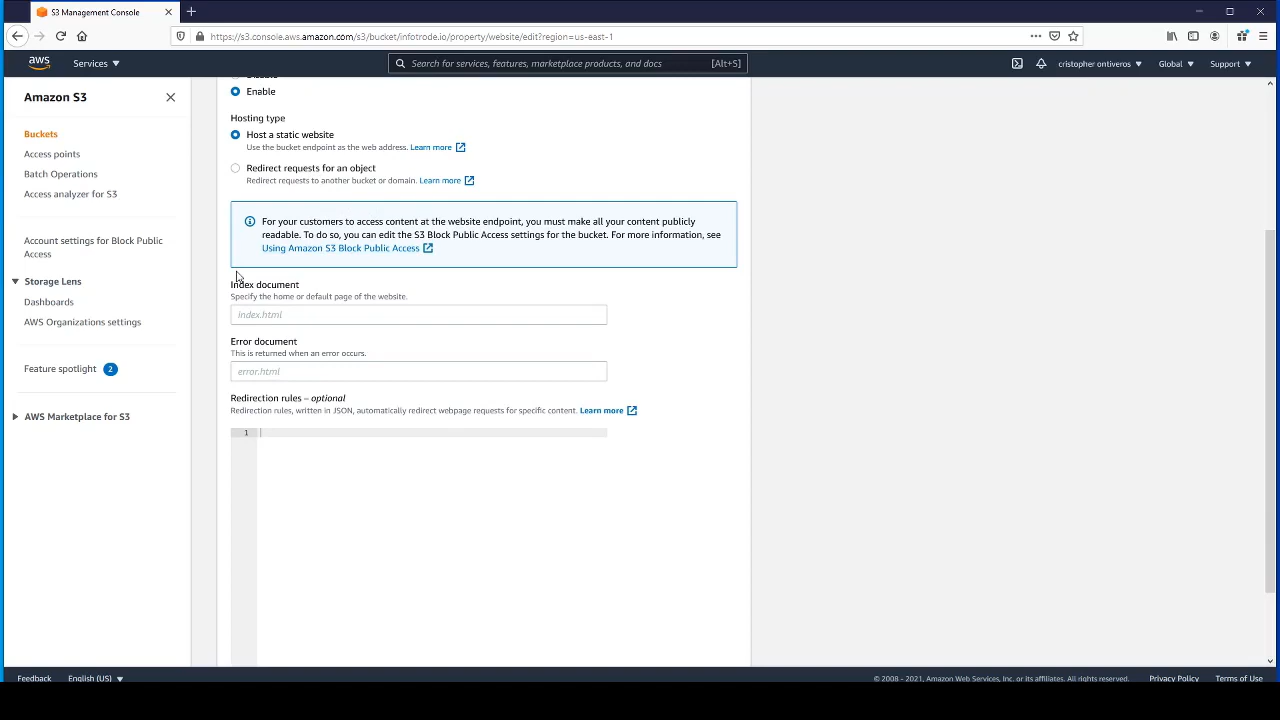 S3 Management Console
https://s3.console.aws.amazon.com/s3/bucket/infotrode.io/property/website/edit?region=us-east-1
aws
Services
Search for services, features, marketplace products, and docs [Alt+S]
cristopher ontiveros
Global
Support
Amazon S3
Buckets
Access points
Batch Operations
Access analyzer for S3
Account settings for Block Public
Access
Storage Lens
Dashboards
AWS Organizations settings
Feature spotlight 2
AWS Marketplace for S3
Enable
Hosting type
Host a static website
Use the bucket endpoint as the web address. Learn more
Redirect requests for an object
Redirect requests to another bucket or domain. Learn more
For your customers to access content at the website endpoint, you must make all your content publicly
readable. To do so, you can edit the S3 Block Public Access settings for the bucket. For more information, see
Using Amazon S3 Block Public Access
Index document
Specify the home or default page of the website.
index.html
Error document
This is returned when an error occurs.
error.html
Redirection rules – optional
Redirection rules, written in JSON, automatically redirect webpage requests for specific content. Learn more
1
Feedback
English (US)
© 2008 - 2021, Amazon Web Services, Inc. or its affiliates. All rights reserved.
Privacy Policy
Terms of Use